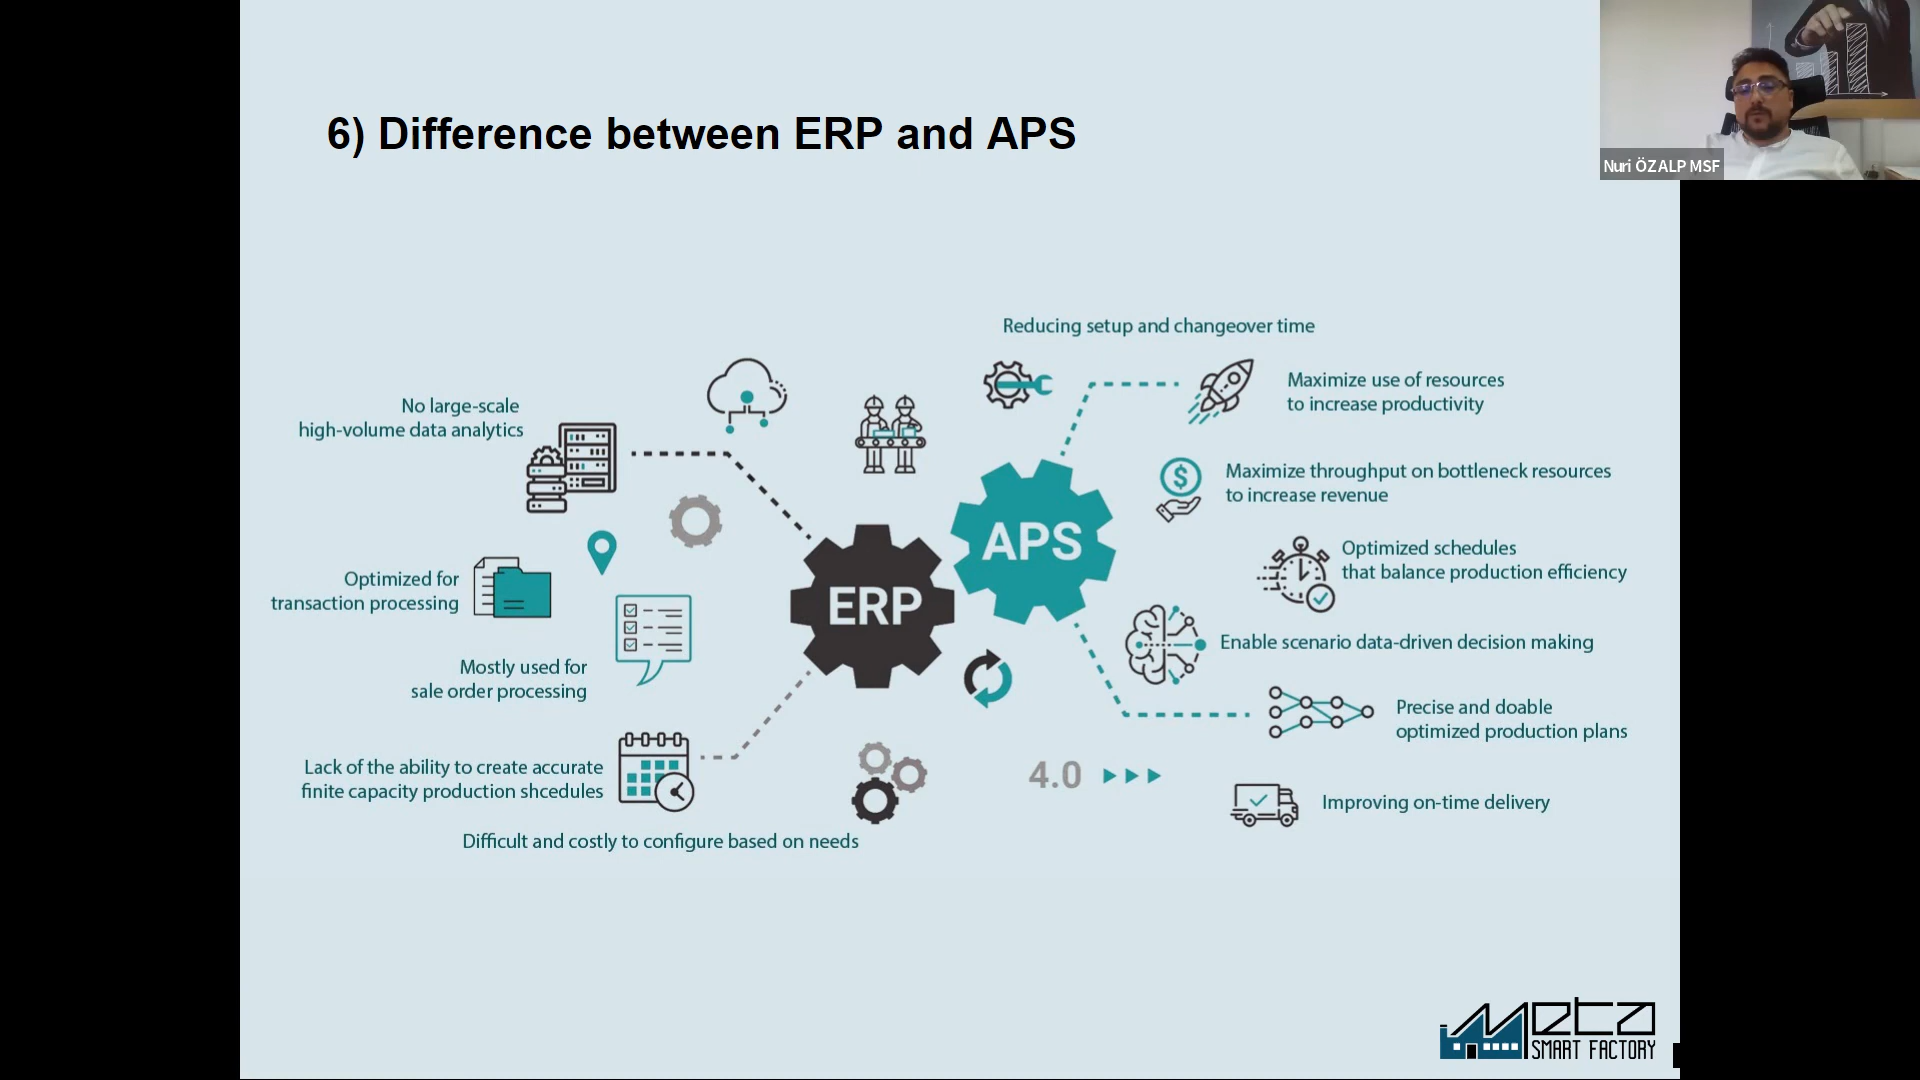 6) Difference between ERP and APS
Nuri ÖZALP MSF
Reducing setup and changeover time
No large-scale
high-volume data analytics
Optimized for
transaction processing
Mostly used for
sale order processing
Lack of the ability to create accurate
finite capacity production shcedules
Difficult and costly to configure based on needs
ERP
APS
4.0
Maximize use of resources
to increase productivity
$
Maximize throughput on bottleneck resources
to increase revenue
Optimized schedules
that balance production efficiency
Enable scenario data-driven decision making
Precise and doable
optimized production plans
Improving on-time delivery
Meta
SMART FACTORY